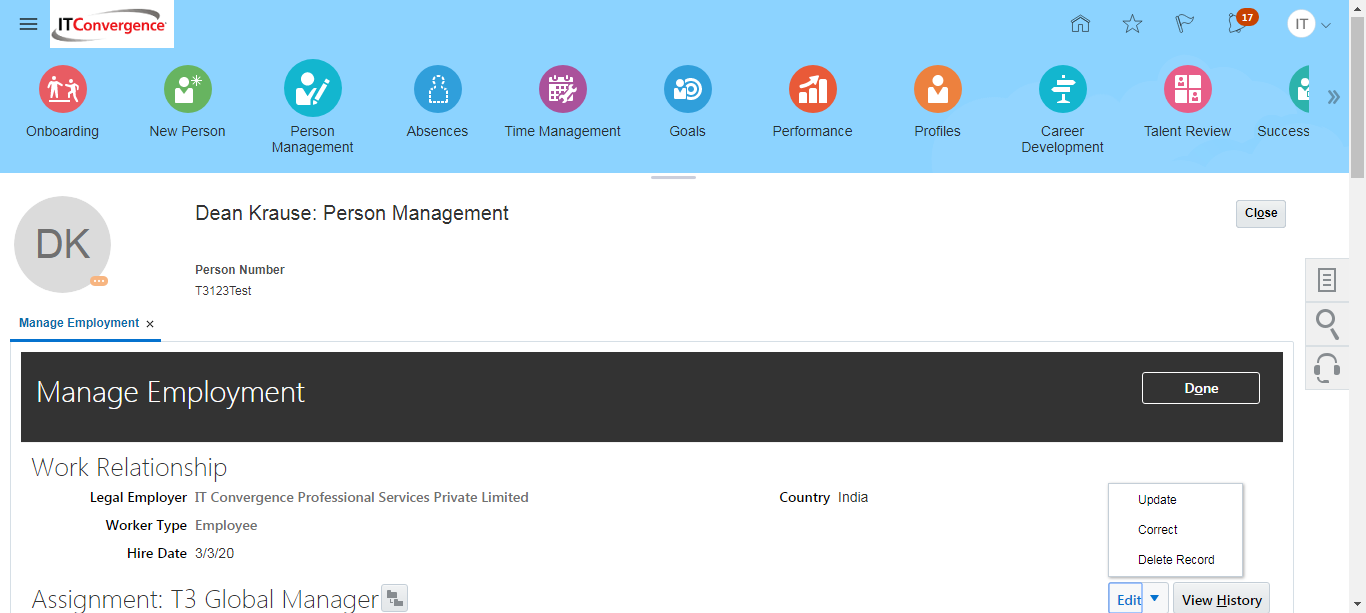 ITConvergence
17
IT
Onboarding
New Person
Person Management
Absences
Time Management
Goals
Performance
Profiles
Career Development
Talent Review
Success
Dean Krause: Person Management
Close
DK
Person Number
T3123Test
Manage Employment ×
Manage Employment
Done
Work Relationship
Legal Employer IT Convergence Professional Services Private Limited
Country India
Worker Type Employee
Hire Date 3/3/20
Update
Correct
Delete Record
Assignment: T3 Global Manager
Edit
View History